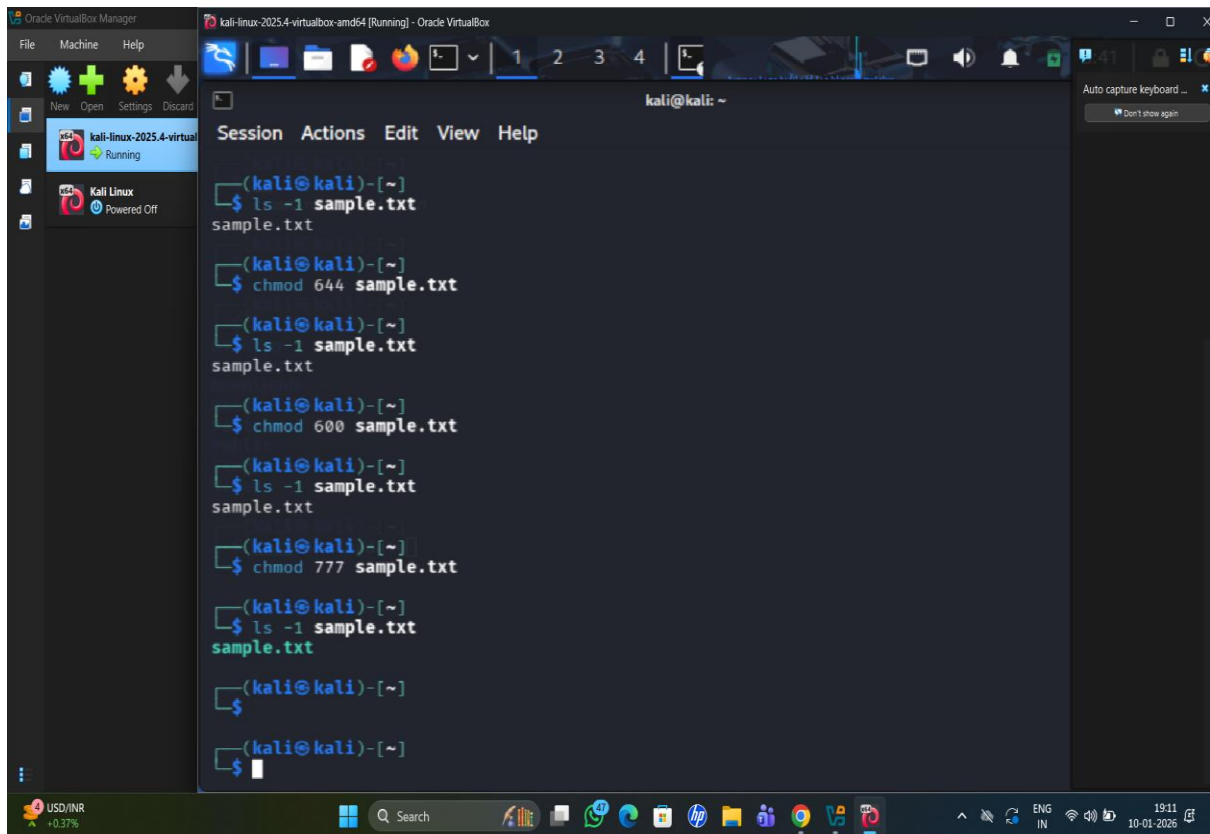 Oracle VirtualBox Manager
kali-linux-2025.4-virtualbox-amd64 [Running] - Oracle VirtualBox
File Machine Help
1 2 3 4
New Open Settings Discard
kali@kali: ~
Auto capture keyboard ...
Don't show again
Session Actions Edit View Help
kali-linux-2025.4-virtual
Running
Kali Linux
Powered Off
┌──(kali㉿kali)-[~]
└─$ ls -1 sample.txt
sample.txt
┌──(kali㉿kali)-[~]
└─$ chmod 644 sample.txt
┌──(kali㉿kali)-[~]
└─$ ls -1 sample.txt
sample.txt
┌──(kali㉿kali)-[~]
└─$ chmod 600 sample.txt
┌──(kali㉿kali)-[~]
└─$ ls -1 sample.txt
sample.txt
┌──(kali㉿kali)-[~]
└─$ chmod 777 sample.txt
┌──(kali㉿kali)-[~]
└─$ ls -1 sample.txt
sample.txt
┌──(kali㉿kali)-[~]
└─$
┌──(kali㉿kali)-[~]
└─$
4
USD/INR
+0.37%
Search
47
ENG
IN
19:11
10-01-2026